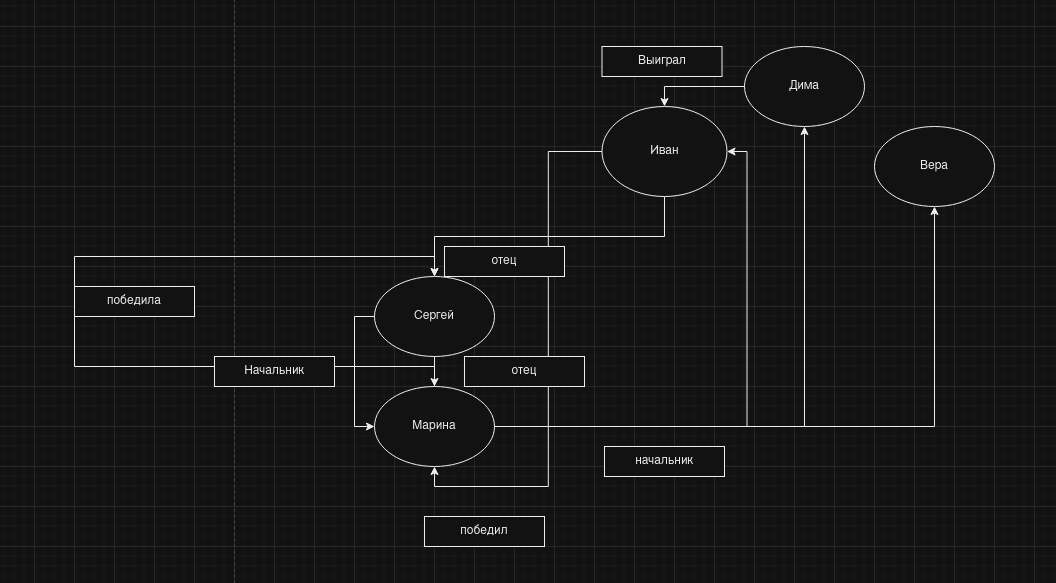 Выиграл
Дима
Иван
Вера
отец
победила
Сергей
Начальник
отец
Марина
начальник
победил